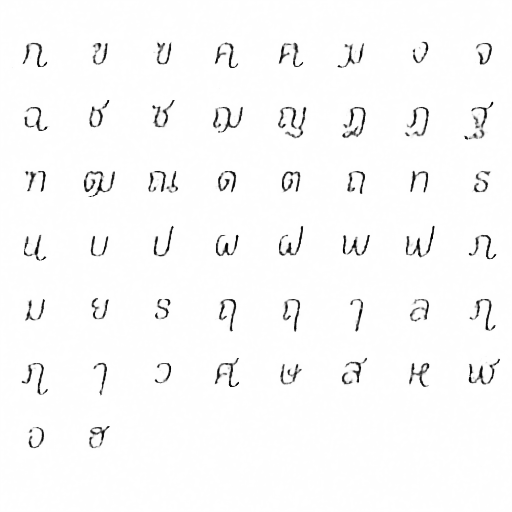 ก ข ฃ ค ฅ ฆ ง จ
ฉ ช ซ ฌ ญ ฎ ฏ ฐ
ฑ ฒ ณ ด ต ถ ท ธ
น บ ป ผ ฝ พ ฟ ภ
ม ย ร ฤ ฤ ๅ ล ฦ
ฦ ๅ ว ศ ษ ส ห ฬ
อ ฮ